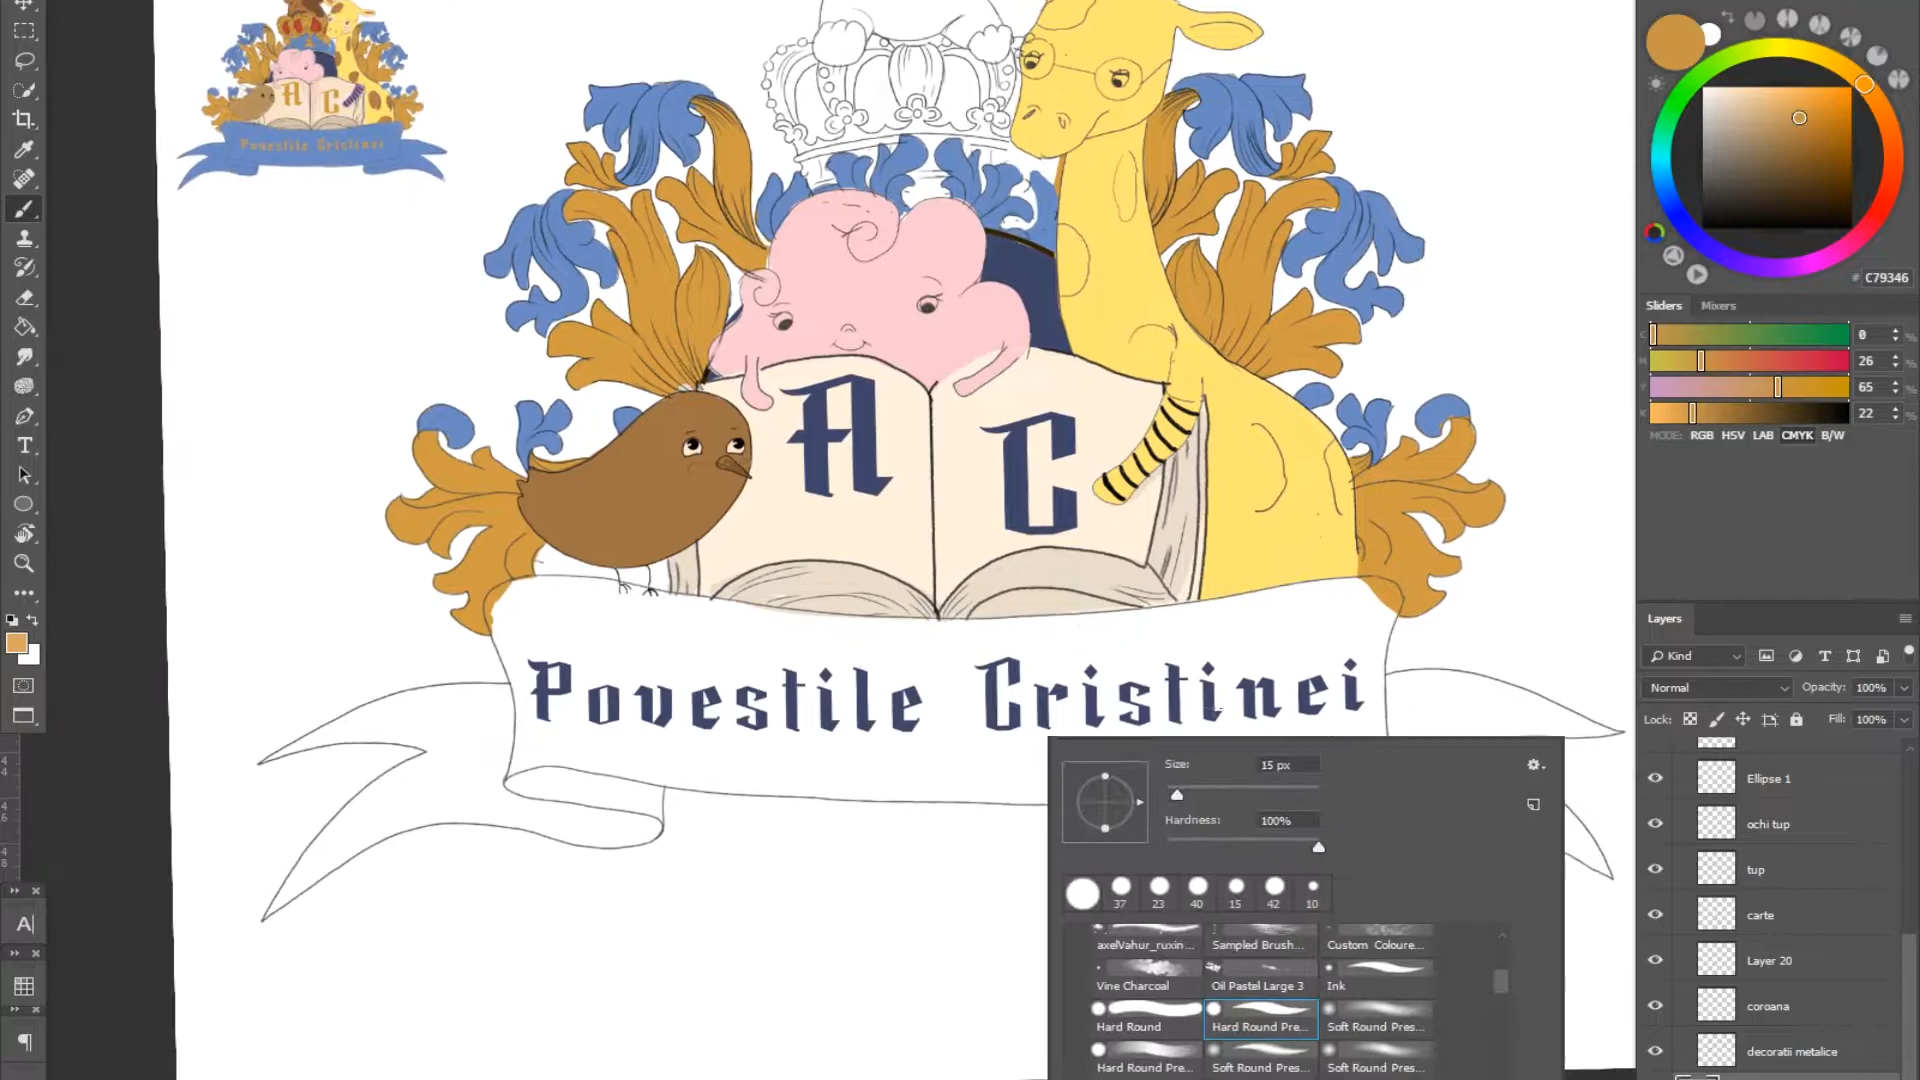 A C
Povestile Cristinei
A
C
Povestile Cristinei
# C79346
Sliders Mixers
C 0 %
M 26 %
Y 65 %
K 22 %
MODE: RGB HSV LAB CMYK B/W
Layers
Kind
Normal Opacity: 100%
Lock: Fill: 100%
Ellipse 1
ochi tup
tup
carte
Layer 20
coroana
decoratii metalice
Size: 15 px
Hardness: 100%
37 23 40 15 42 10
axelVahur_ruxin... Sampled Brush... Custom Coloure...
Vine Charcoal Oil Pastel Large 3 Ink
Hard Round Hard Round Pre... Soft Round Pres...
Hard Round Pre... Soft Round Pres... Soft Round Pres...